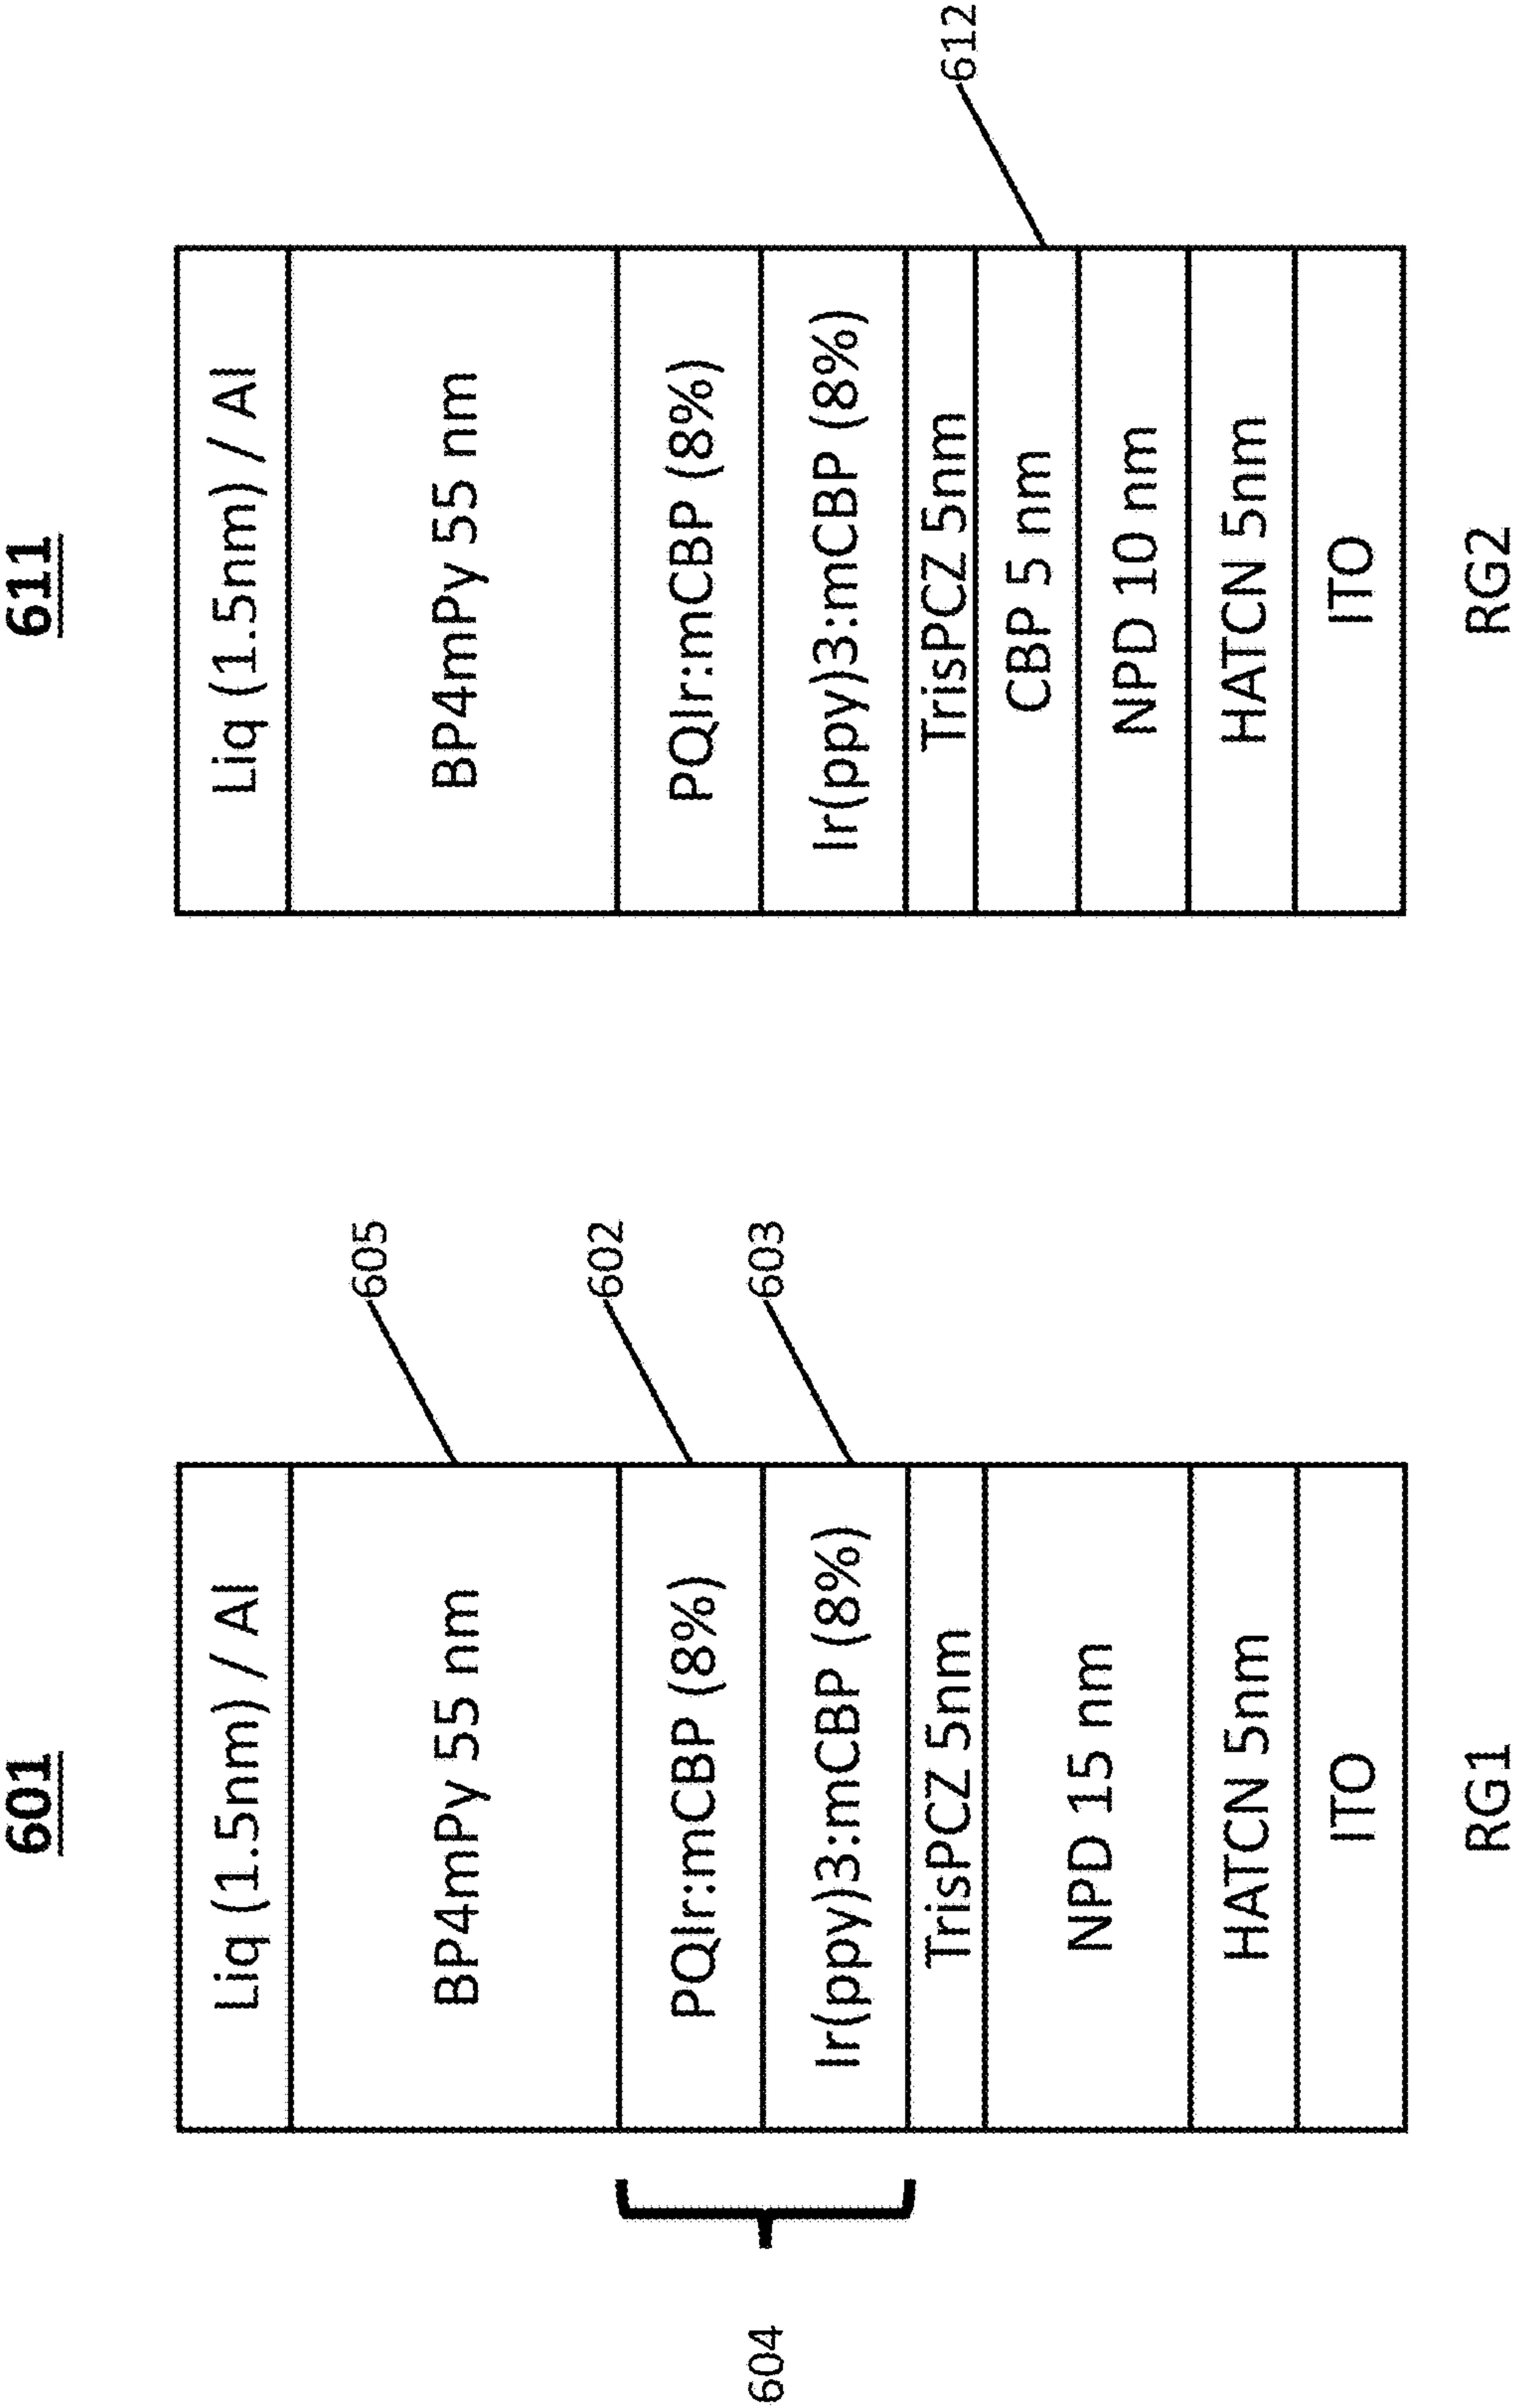 601
Liq (1.5nm) / Al
BP4mPy 55 nm
605
PQIr:mCBP (8%)
602
604
Ir(ppy)3:mCBP (8%)
603
TrisPCZ 5nm
NPD 15 nm
HATCN 5nm
ITO
RG1
611
Liq (1.5nm) / Al
BP4mPy 55 nm
PQIr:mCBP (8%)
Ir(ppy)3:mCBP (8%)
TrisPCZ 5nm
CBP 5 nm
612
NPD 10 nm
HATCN 5nm
ITO
RG2